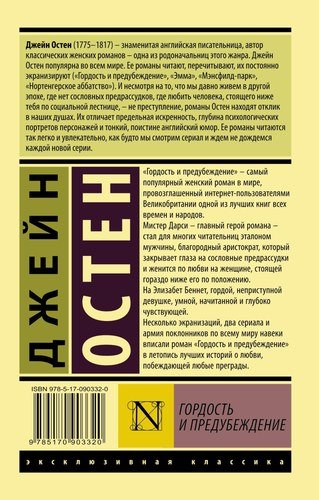 Джейн Остен (1775–1817) – знаменитая английская писательница, автор
классических женских романов – одна из родоначальниц этого жанра. Джейн
Остен популярна во всем мире. Ее романы читают, перечитывают, их постоянно
экранизируют («Гордость и предубеждение», «Эмма», «Мэнсфилд-парк»,
«Нортенгерское аббатство»). И несмотря на то, что мы давно живем в другой
эпохе, где нет сословных предрассудков, где любить человека, стоящего ниже
тебя по социальной лестнице, – не преступление, романы Остен находят отклик
в наших душах. Их отличает предельная искренность, глубина психологических
портретов персонажей и тонкий, поистине английский юмор. Ее романы читаются
так легко и увлекательно, как будто мы смотрим сериал и ждем не дождемся
каждой новой серии.
ДЖЕЙН
ОСТЕН
«Гордость и предубеждение» – самый
популярный женский роман в мире,
провозглашенный интернет-пользователями
Великобритании одной из лучших книг всех
времен и народов.
Мистер Дарси – главный герой романа –
стал для многих читательниц эталоном
мужчины, благородный аристократ, который
закрывает глаза на сословные предрассудки
и женится по любви на женщине, стоящей
гораздо ниже его по положению.
На Элизабет Беннет, гордой, неприступной
девушке, умной, начитанной и глубоко
чувствующей.
Несколько экранизаций, два сериала и
армия поклонников по всему миру навеки
вписали роман «Гордость и предубеждение»
в летопись лучших историй о любви,
побеждающей любые преграды.
ISBN 978-5-17-090332-0
9 785170 903320
N
ГОРДОСТЬ
И ПРЕДУБЕЖДЕНИЕ
эксклюзивная классика